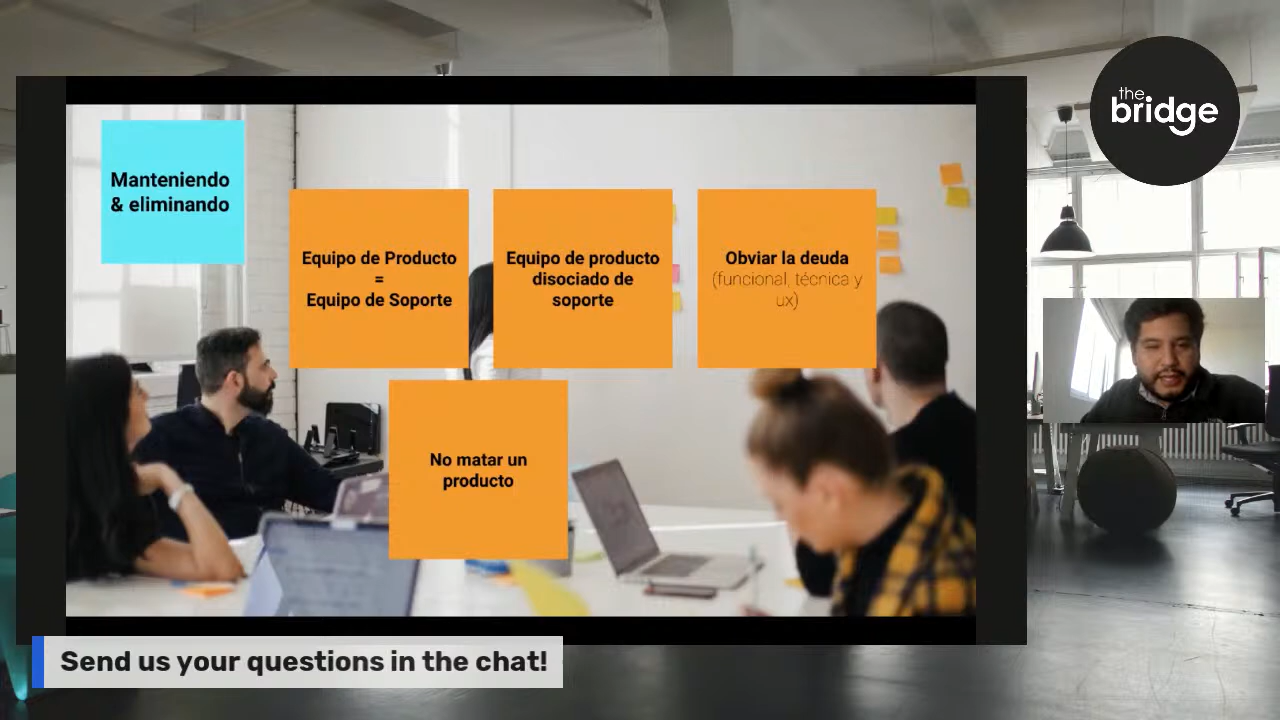 the
bridge
Manteniendo
& eliminando
Equipo de Producto
=
Equipo de Soporte
Equipo de producto
disociado de
soporte
Obviar la deuda
(funcional, técnica y
ux)
No matar un
producto
Send us your questions in the chat!